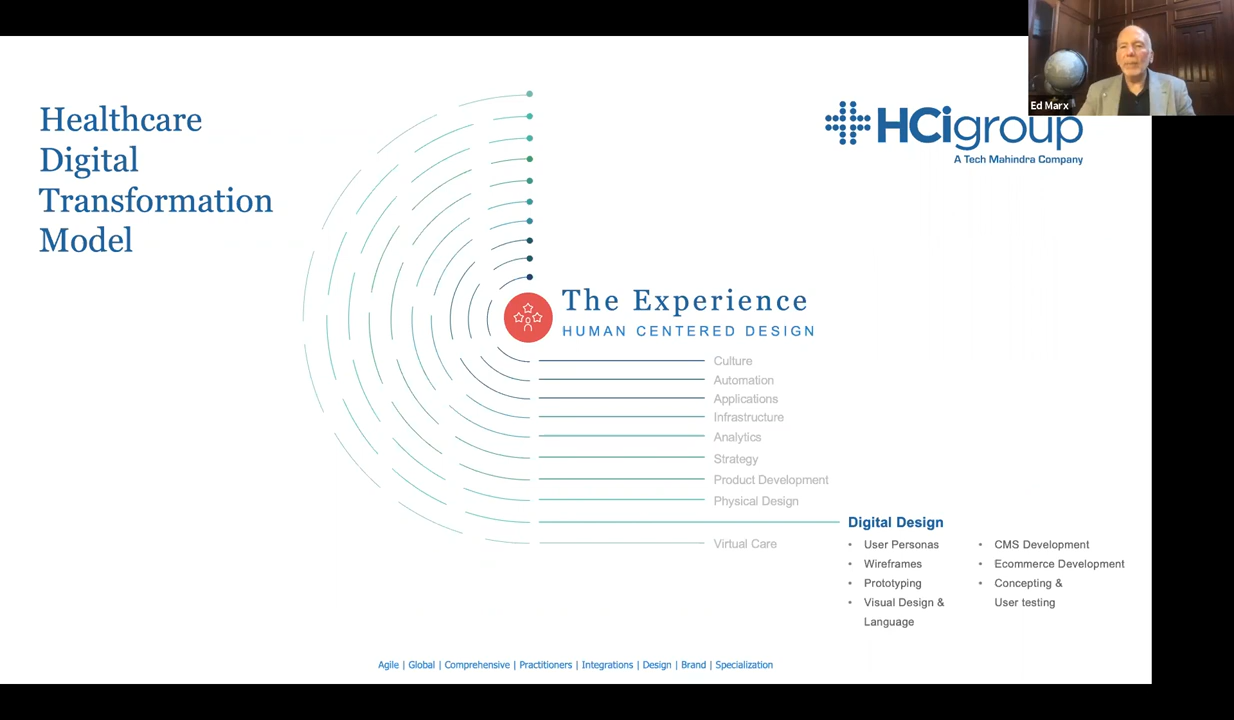 Healthcare
Digital
Transformation
Model
Ed Marx
HCigroup
A Tech Mahindra Company
The Experience
HUMAN CENTERED DESIGN
Culture
Automation
Applications
Infrastructure
Analytics
Strategy
Product Development
Physical Design
Digital Design
• User Personas
• Wireframes
• Prototyping
• Visual Design &
Language
• CMS Development
• Ecommerce Development
• Concepting &
User testing
Virtual Care
Agile | Global | Comprehensive | Practitioners | Integrations | Design | Brand | Specialization